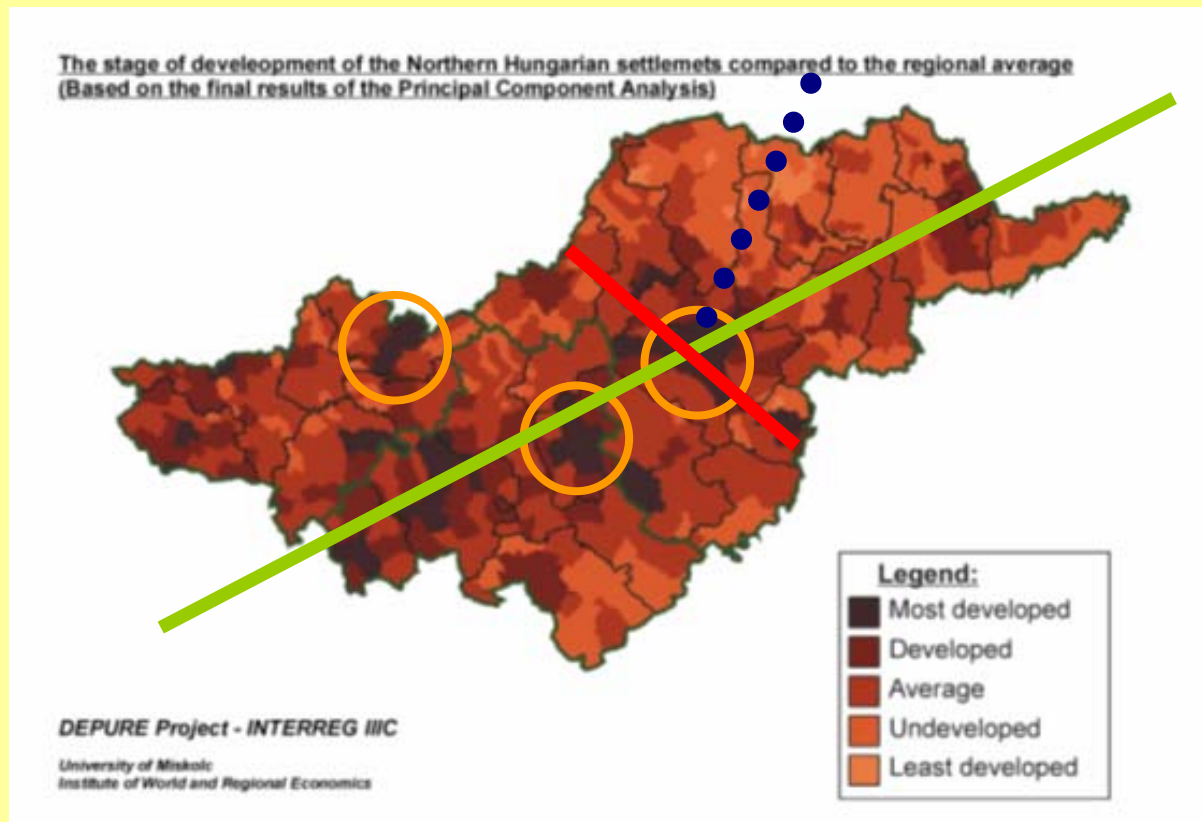 The stage of develeopment of the Northern Hungarian settlemets compared to the regional average
(Based on the final results of the Principal Component Analysis)
Legend:
Most developed
Developed
Average
Undeveloped
Least developed
DEPURE Project - INTERREG IIIC
University of Miskolc
Institute of World and Regional Economics